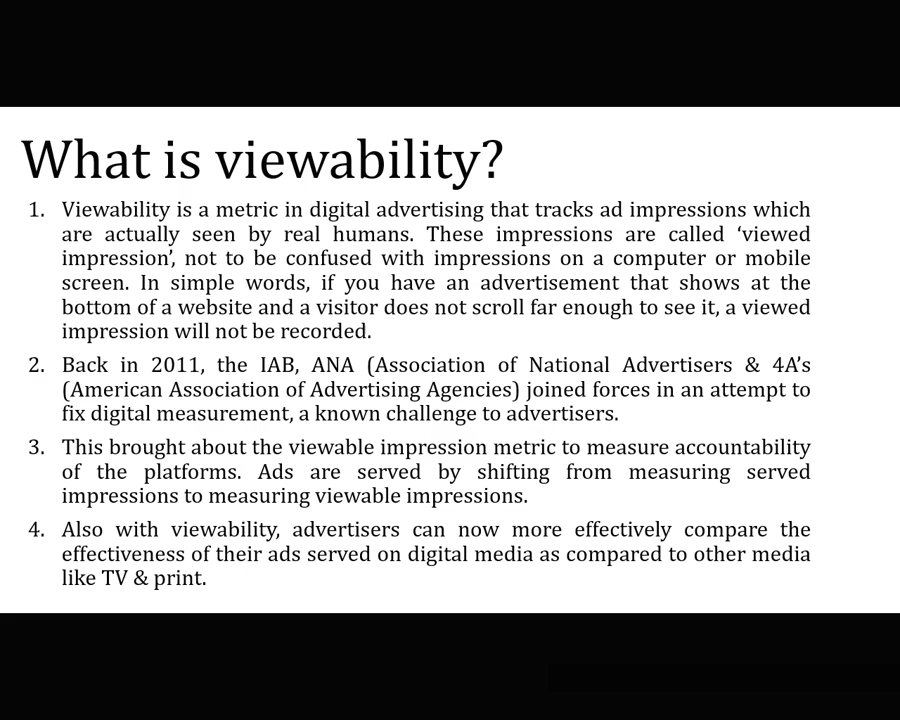 What is viewability?
1. Viewability is a metric in digital advertising that tracks ad impressions which
are actually seen by real humans. These impressions are called ‘viewed
impression’, not to be confused with impressions on a computer or mobile
screen. In simple words, if you have an advertisement that shows at the
bottom of a website and a visitor does not scroll far enough to see it, a viewed
impression will not be recorded.
2. Back in 2011, the IAB, ANA (Association of National Advertisers & 4A’s
(American Association of Advertising Agencies) joined forces in an attempt to
fix digital measurement, a known challenge to advertisers.
3. This brought about the viewable impression metric to measure accountability
of the platforms. Ads are served by shifting from measuring served
impressions to measuring viewable impressions.
4. Also with viewability, advertisers can now more effectively compare the
effectiveness of their ads served on digital media as compared to other media
like TV & print.